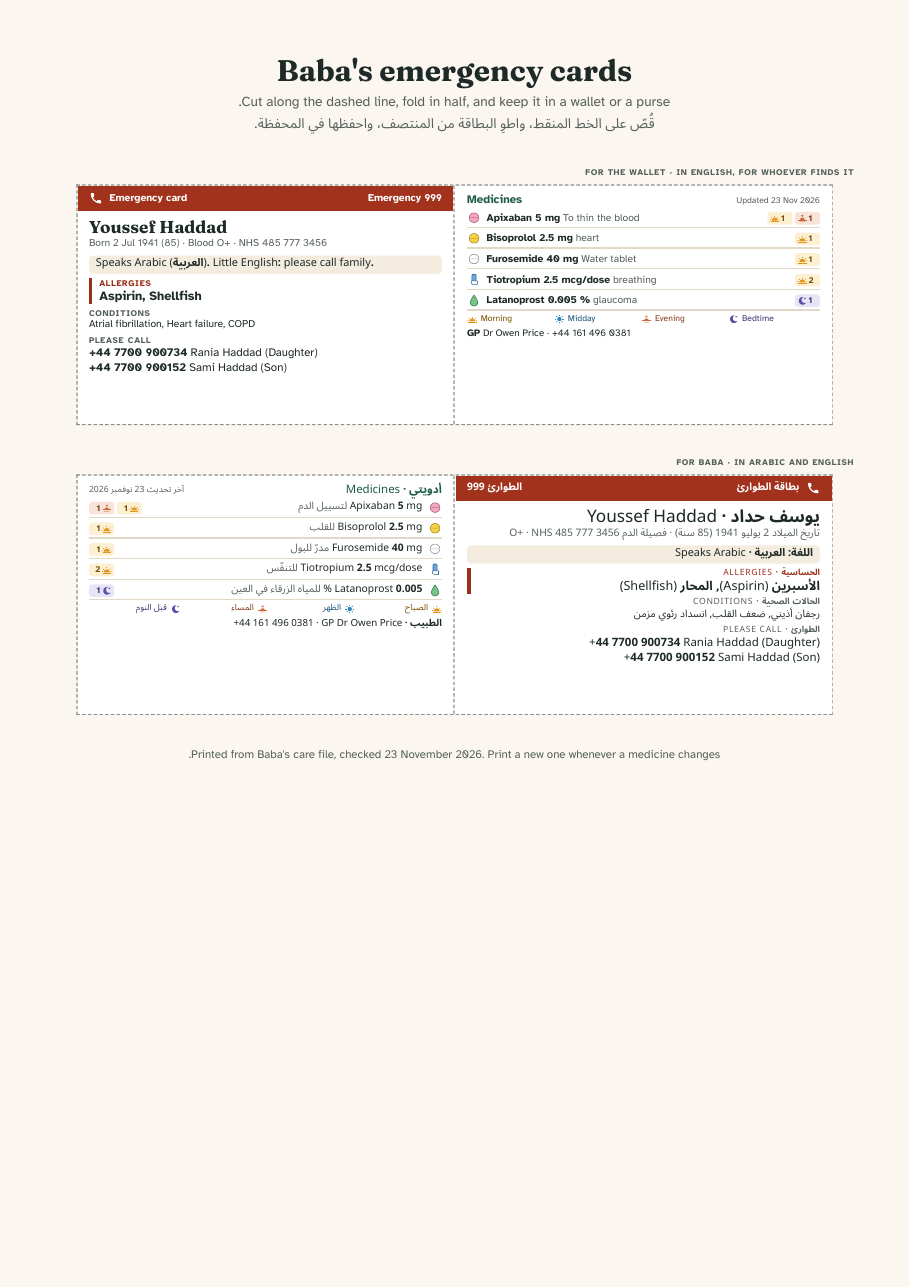 Baba's emergency cards
.Cut along the dashed line, fold in half, and keep it in a wallet or a purse
قُصّ على الخط المنقط، واطوِ البطاقة من المنتصف، واحفظها في المحفظة.
FOR THE WALLET · IN ENGLISH, FOR WHOEVER FINDS IT
Emergency card Emergency 999
Youssef Haddad
Born 2 Jul 1941 (85) · Blood O+ · NHS 485 777 3456
Speaks Arabic (العربية). Little English: please call family.
ALLERGIES
Aspirin, Shellfish
CONDITIONS
Atrial fibrillation, Heart failure, COPD
PLEASE CALL
+44 7700 900734 Rania Haddad (Daughter)
+44 7700 900152 Sami Haddad (Son)
Medicines Updated 23 Nov 2026
Apixaban 5 mg To thin the blood 1 1
Bisoprolol 2.5 mg heart 1
Furosemide 40 mg Water tablet 1
Tiotropium 2.5 mcg/dose breathing 2
Latanoprost 0.005 % glaucoma 1
Morning Midday Evening Bedtime
GP Dr Owen Price · +44 161 496 0381
FOR BABA · IN ARABIC AND ENGLISH
بطاقة الطوارئ الطوارئ 999
يوسف حداد · Youssef Haddad
تاريخ الميلاد 2 يوليو 1941 (85 سنة) · فصيلة الدم O+ · NHS 485 777 3456
اللغة: العربية · Speaks Arabic
الحساسية · ALLERGIES
الأسبرين (Aspirin), المحار (Shellfish)
الحالات الصحية · CONDITIONS
رجفان أذيني, ضعف القلب, انسداد رئوي مزمن
الطوارئ · PLEASE CALL
+44 7700 900734 Rania Haddad (Daughter)
+44 7700 900152 Sami Haddad (Son)
أدويتي · Medicines آخر تحديث 23 نوفمبر 2026
Apixaban 5 mg لتسييل الدم 1 1
Bisoprolol 2.5 mg للقلب 1
Furosemide 40 mg مدرّ للبول 1
Tiotropium 2.5 mcg/dose للتنفّس 2
Latanoprost 0.005 % للمياه الزرقاء في العين 1
الصباح الظهر المساء قبل النوم
الطبيب · GP Dr Owen Price · +44 161 496 0381
.Printed from Baba's care file, checked 23 November 2026. Print a new one whenever a medicine changes